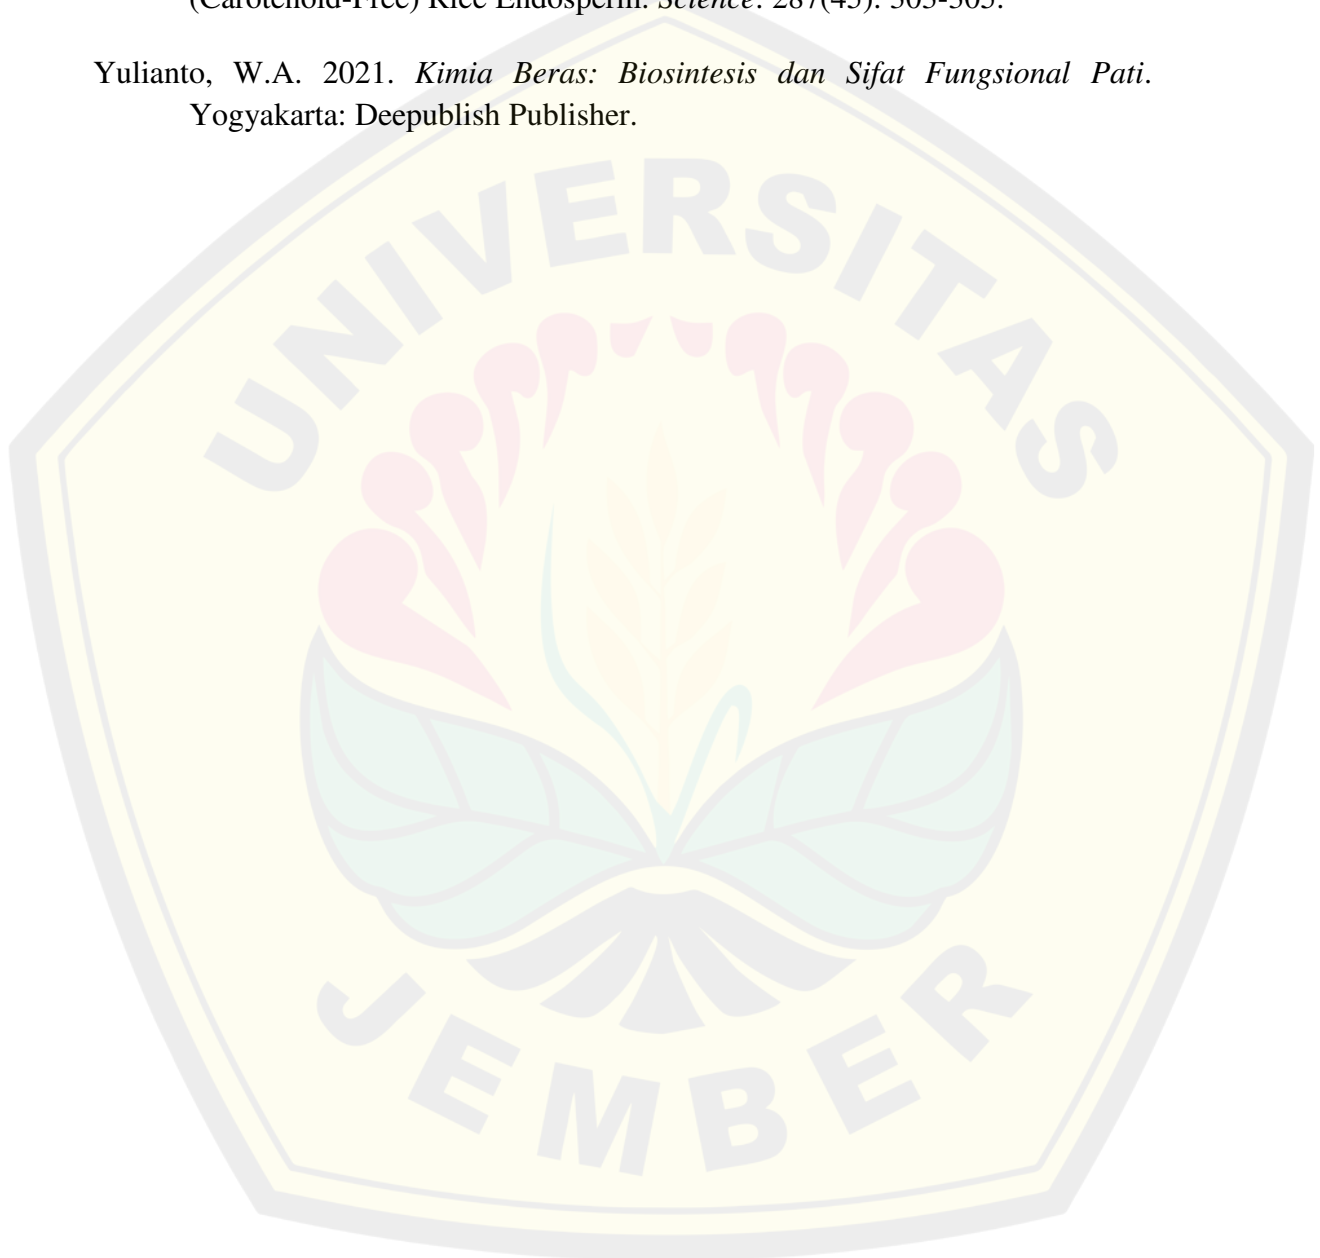 (Carotenoid-Free) Rice Endosperm. Science. 287(45): 303-305.
Yulianto, W.A. 2021. Kimia Beras: Biosintesis dan Sifat Fungsional Pati.
Yogyakarta: Deepublish Publisher.
UNIVERSITAS
JEMBER